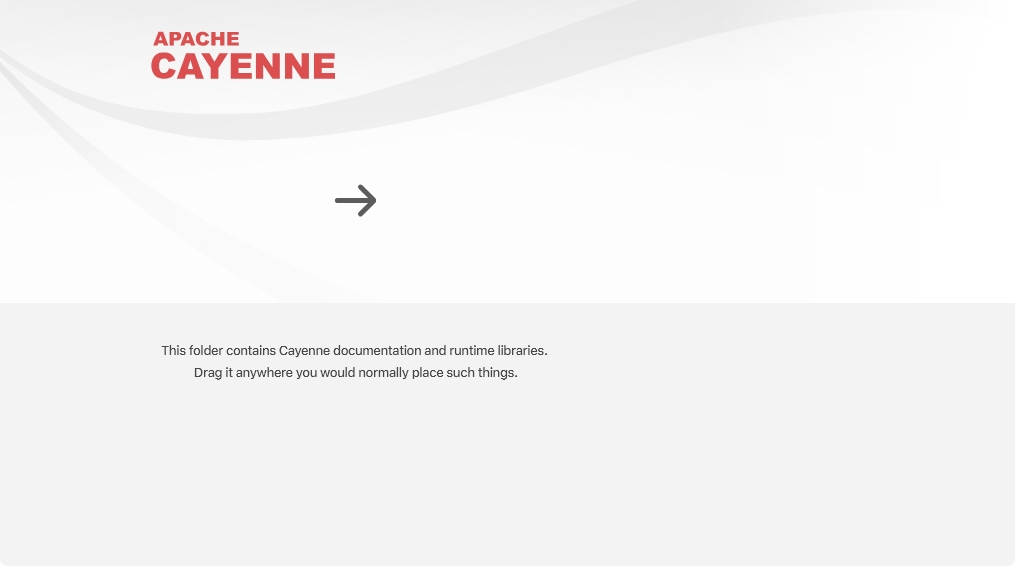 APACHE
CAYENNE
This folder contains Cayenne documentation and runtime libraries.
Drag it anywhere you would normally place such things.